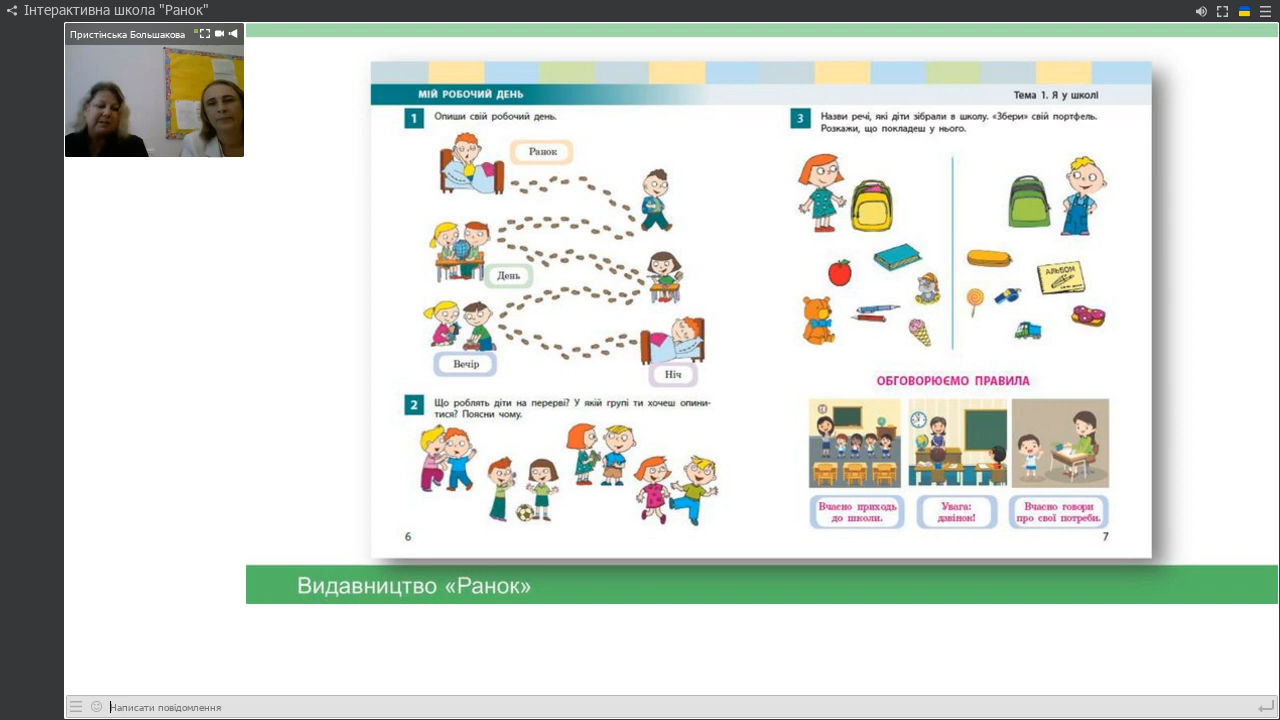 Інтерактивна школа "Ранок"
Пристінська Большакова
МІЙ РОБОЧИЙ ДЕНЬ
1 Опиши свій робочий день.
Ранок
День
Вечір
Ніч
2 Що роблять діти на перерві? У якій групі ти хочеш опини-
тися? Поясни чому.
6
Тема 1. Я у школі
3 Назви речі, які діти зібрали в школу. «Збери» свій портфель.
Розкажи, що покладеш у нього.
АЛЬБОМ
ОБГОВОРЮЄМО ПРАВИЛА
Вчасно приходь
до школи.
Увага:
дзвінок!
Вчасно говори
про свої потреби.
7
Видавництво «Ранок»
Написати повідомлення